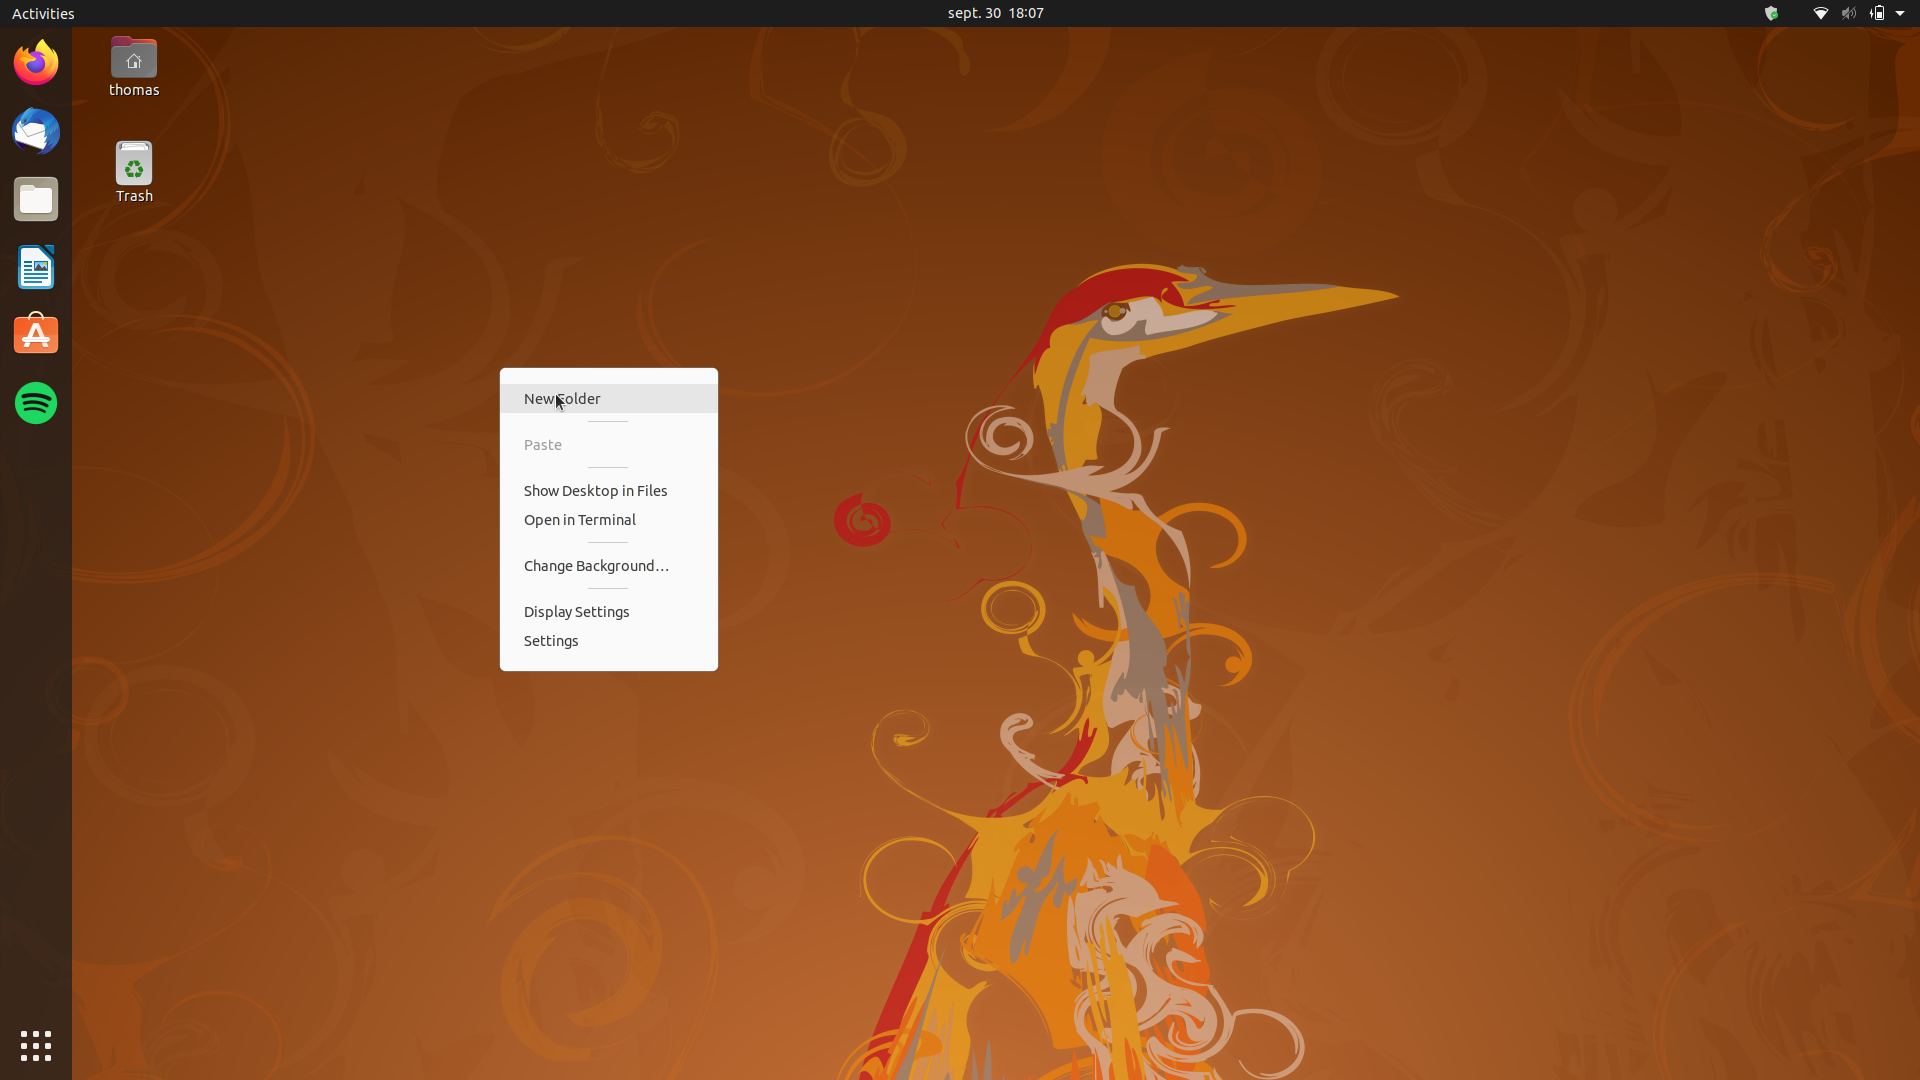 Activities
sept. 30 18:07
thomas
Trash
New Folder
Paste
Show Desktop in Files
Open in Terminal
Change Background…
Display Settings
Settings